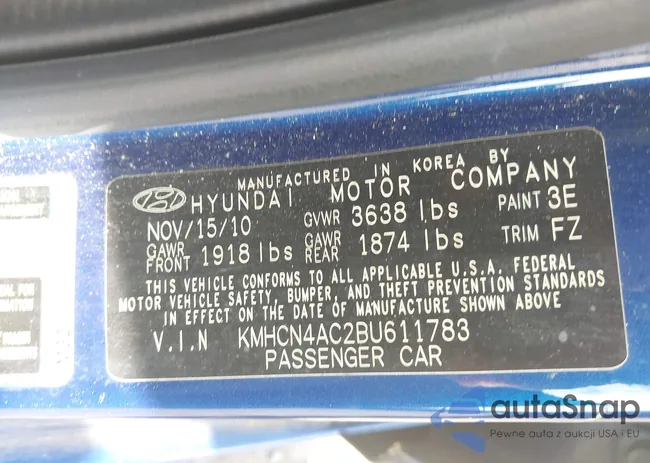 MANUFACTURED IN KOREA BY
HYUNDAI MOTOR COMPANY
NOV/15/10 GVWR 3638 lbs PAINT 3E
GAWR FRONT 1918 lbs GAWR REAR 1874 lbs TRIM FZ
THIS VEHICLE CONFORMS TO ALL APPLICABLE U.S.A. FEDERAL
MOTOR VEHICLE SAFETY, BUMPER, AND THEFT PREVENTION STANDARDS
IN EFFECT ON THE DATE OF MANUFACTURE SHOWN ABOVE
V.I.N KMHCN4AC2BU611783
PASSENGER CAR
autaSnap
Pewne auta z aukcji USA i EU